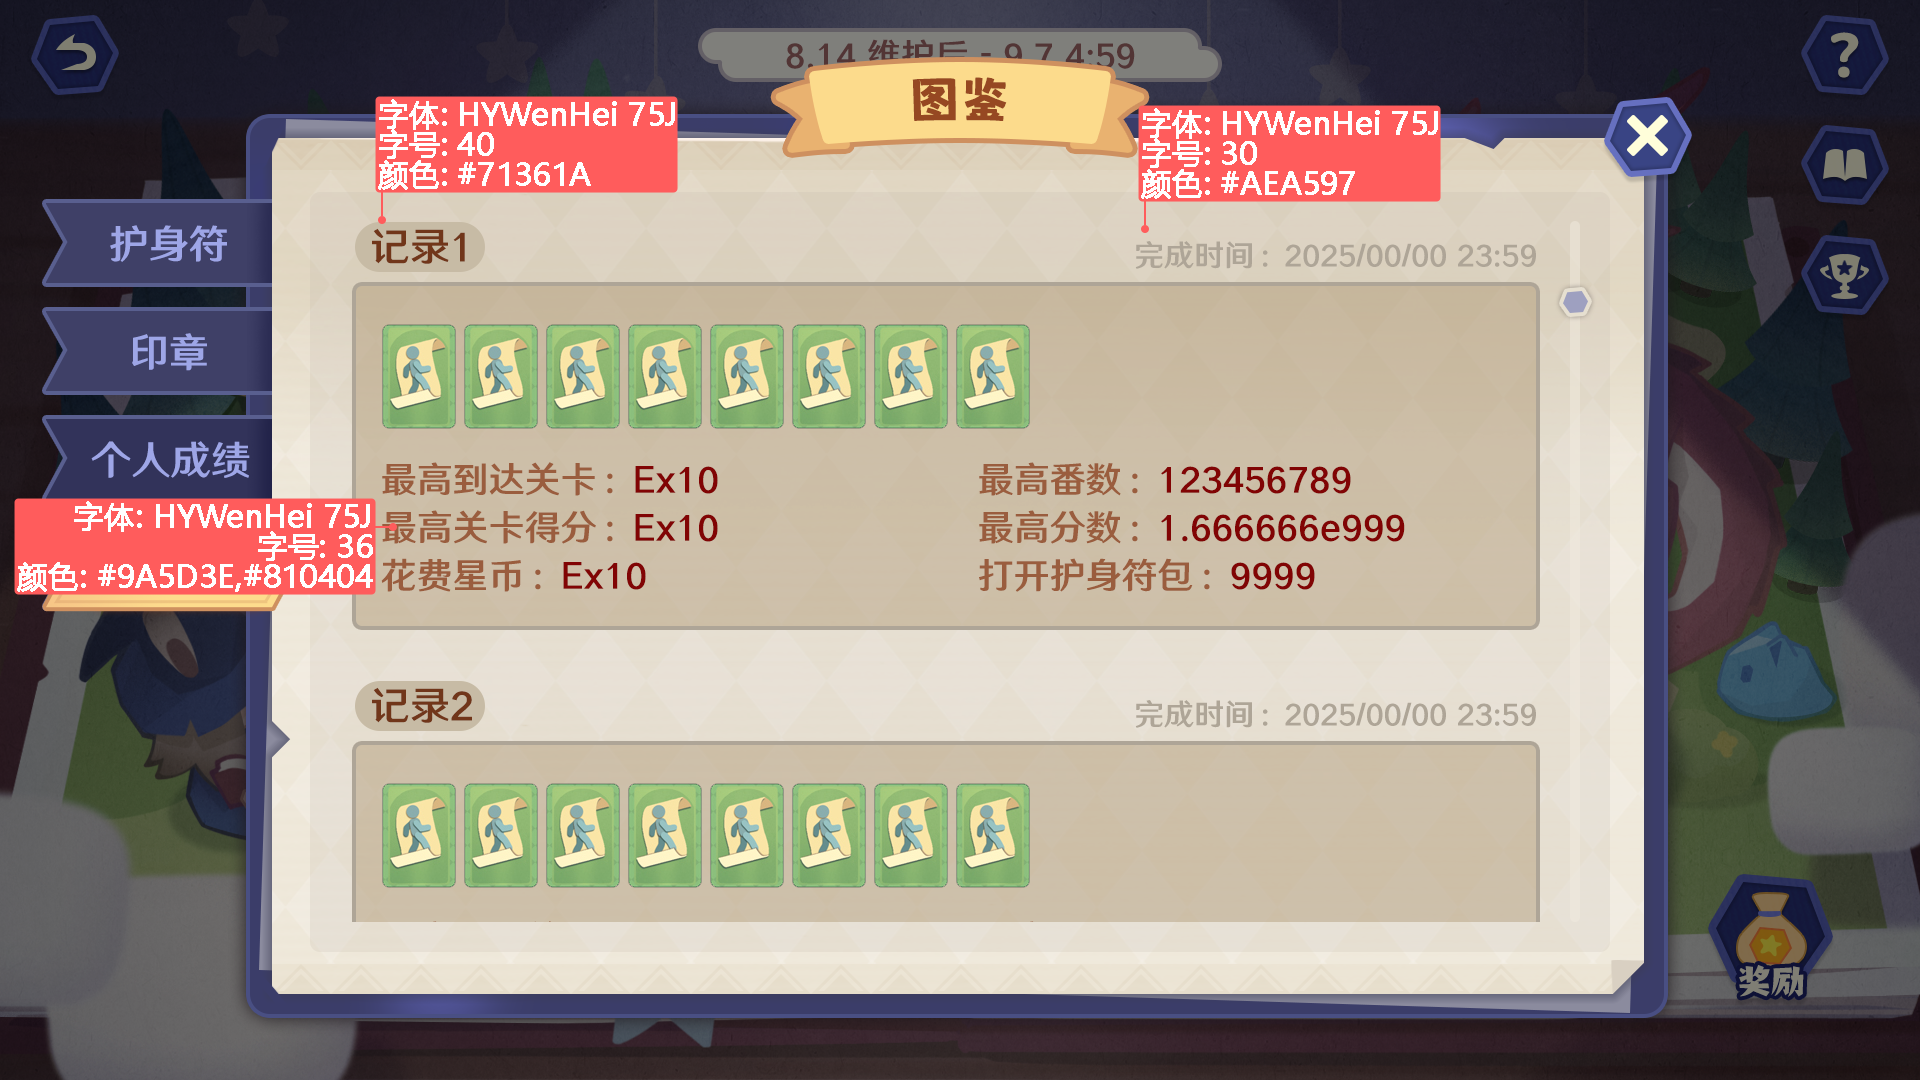 8.14 维护后 - 9.7 4:59
图鉴
字体: HYWenHei 75J
字号: 40
颜色: #71361A
字体: HYWenHei 75J
字号: 30
颜色: #AEA597
护身符
印章
个人成绩
记录1
完成时间：2025/00/00 23:59
最高到达关卡：Ex10
最高番数：123456789
字体: HYWenHei 75J
字号: 36
颜色: #9A5D3E,#810404
最高关卡得分：Ex10
最高分数：1.666666e999
花费星币：Ex10
打开护身符包：9999
记录2
完成时间：2025/00/00 23:59
奖励